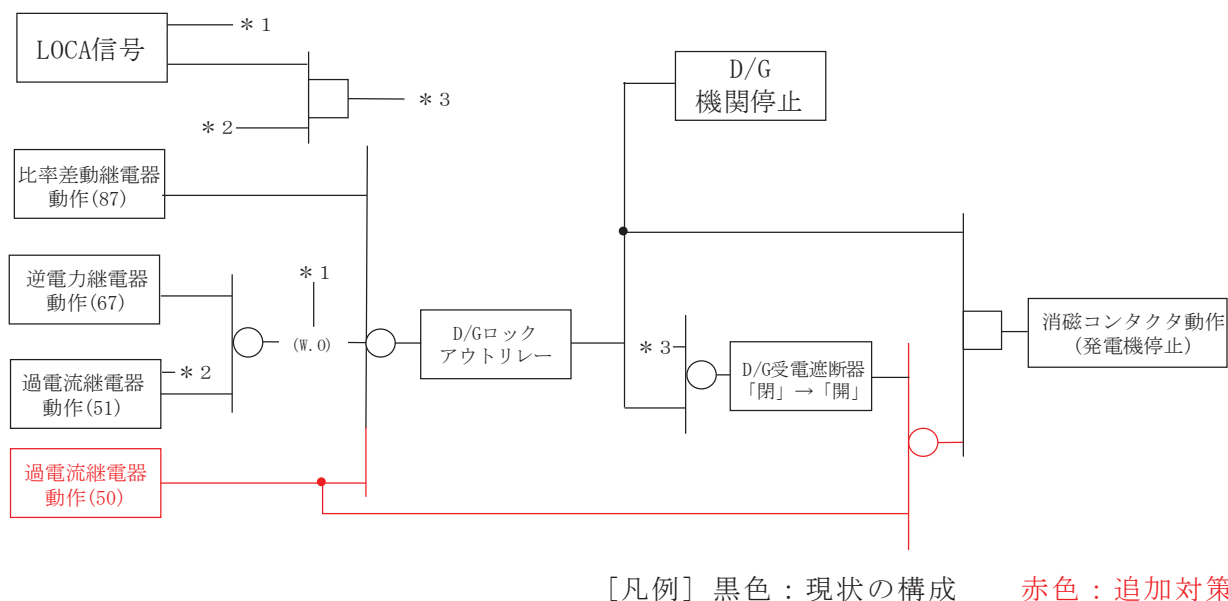 LOCA信号
＊１
＊３
＊２
D/G
機関停止
比率差動継電器
動作(87)
逆電力継電器
動作(67)
＊１
(W.O)
D/Gロック
アウトリレー
＊３
D/G受電遮断器
「閉」→「開」
消磁コンタクタ動作
(発電機停止)
過電流継電器
動作(51)
＊２
過電流継電器
動作(50)
［凡例］黒色：現状の構成　　赤色：追加対策